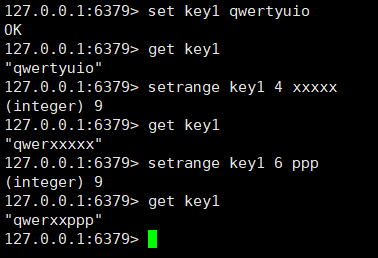 127.0.0.1:6379> set key1 qwertyuio
OK
127.0.0.1:6379> get key1
"qwertyuio"
127.0.0.1:6379> setrange key1 4 xxxxx
(integer) 9
127.0.0.1:6379> get key1
"qwerxxxxx"
127.0.0.1:6379> setrange key1 6 ppp
(integer) 9
127.0.0.1:6379> get key1
"qwerxxppp"
127.0.0.1:6379>